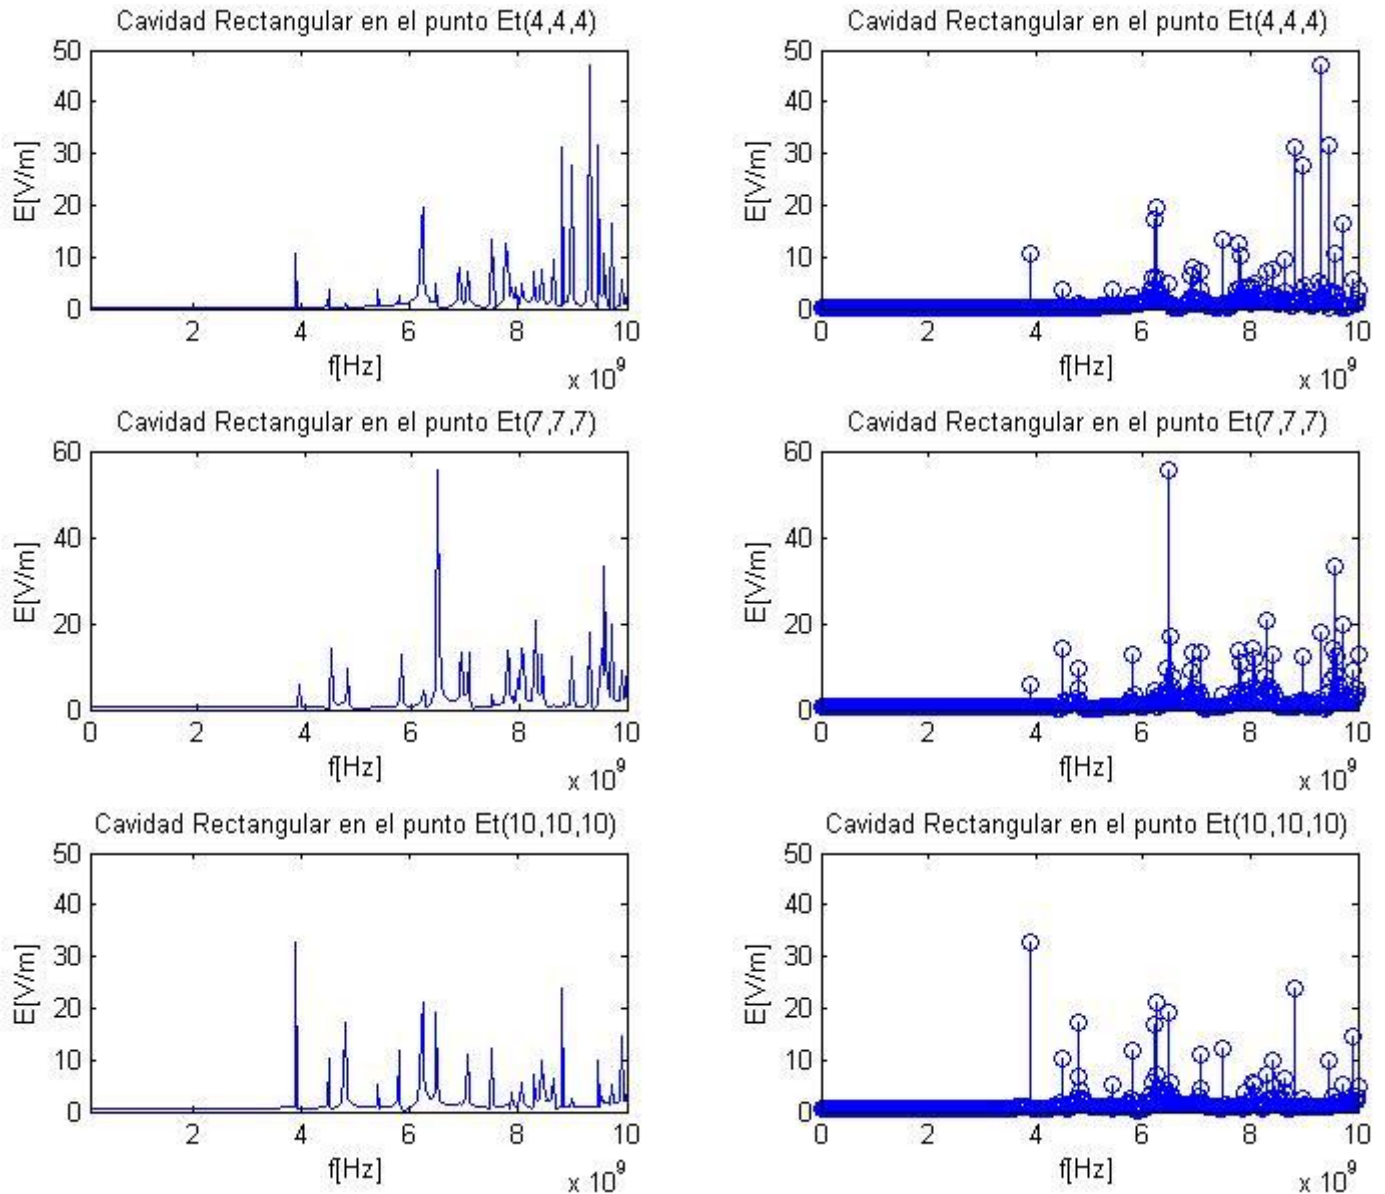 Cavidad Rectangular en el punto Et(4,4,4)
50
40
30
20
10
0
E[V/m]
2 4 6 8 10
f[Hz]
x 10^9
Cavidad Rectangular en el punto Et(4,4,4)
50
40
30
20
10
0
E[V/m]
0 2 4 6 8 10
f[Hz]
x 10^9
Cavidad Rectangular en el punto Et(7,7,7)
60
40
20
0
E[V/m]
0 2 4 6 8 10
f[Hz]
x 10^9
Cavidad Rectangular en el punto Et(7,7,7)
60
40
20
0
E[V/m]
0 2 4 6 8 10
f[Hz]
x 10^9
Cavidad Rectangular en el punto Et(10,10,10)
50
40
30
20
10
0
E[V/m]
2 4 6 8 10
f[Hz]
x 10^9
Cavidad Rectangular en el punto Et(10,10,10)
50
40
30
20
10
0
E[V/m]
0 2 4 6 8 10
f[Hz]
x 10^9